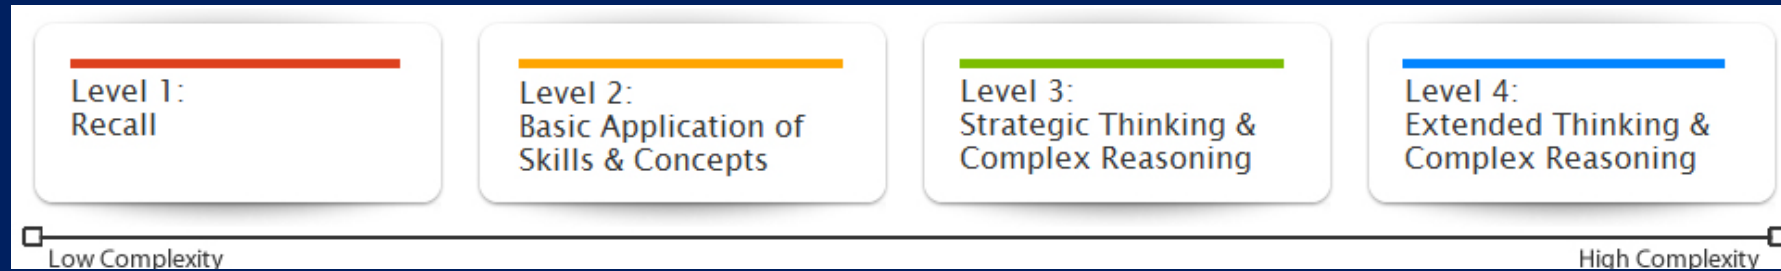 Level 1:
Recall
Level 2:
Basic Application of
Skills & Concepts
Level 3:
Strategic Thinking &
Complex Reasoning
Level 4:
Extended Thinking &
Complex Reasoning
Low Complexity
High Complexity